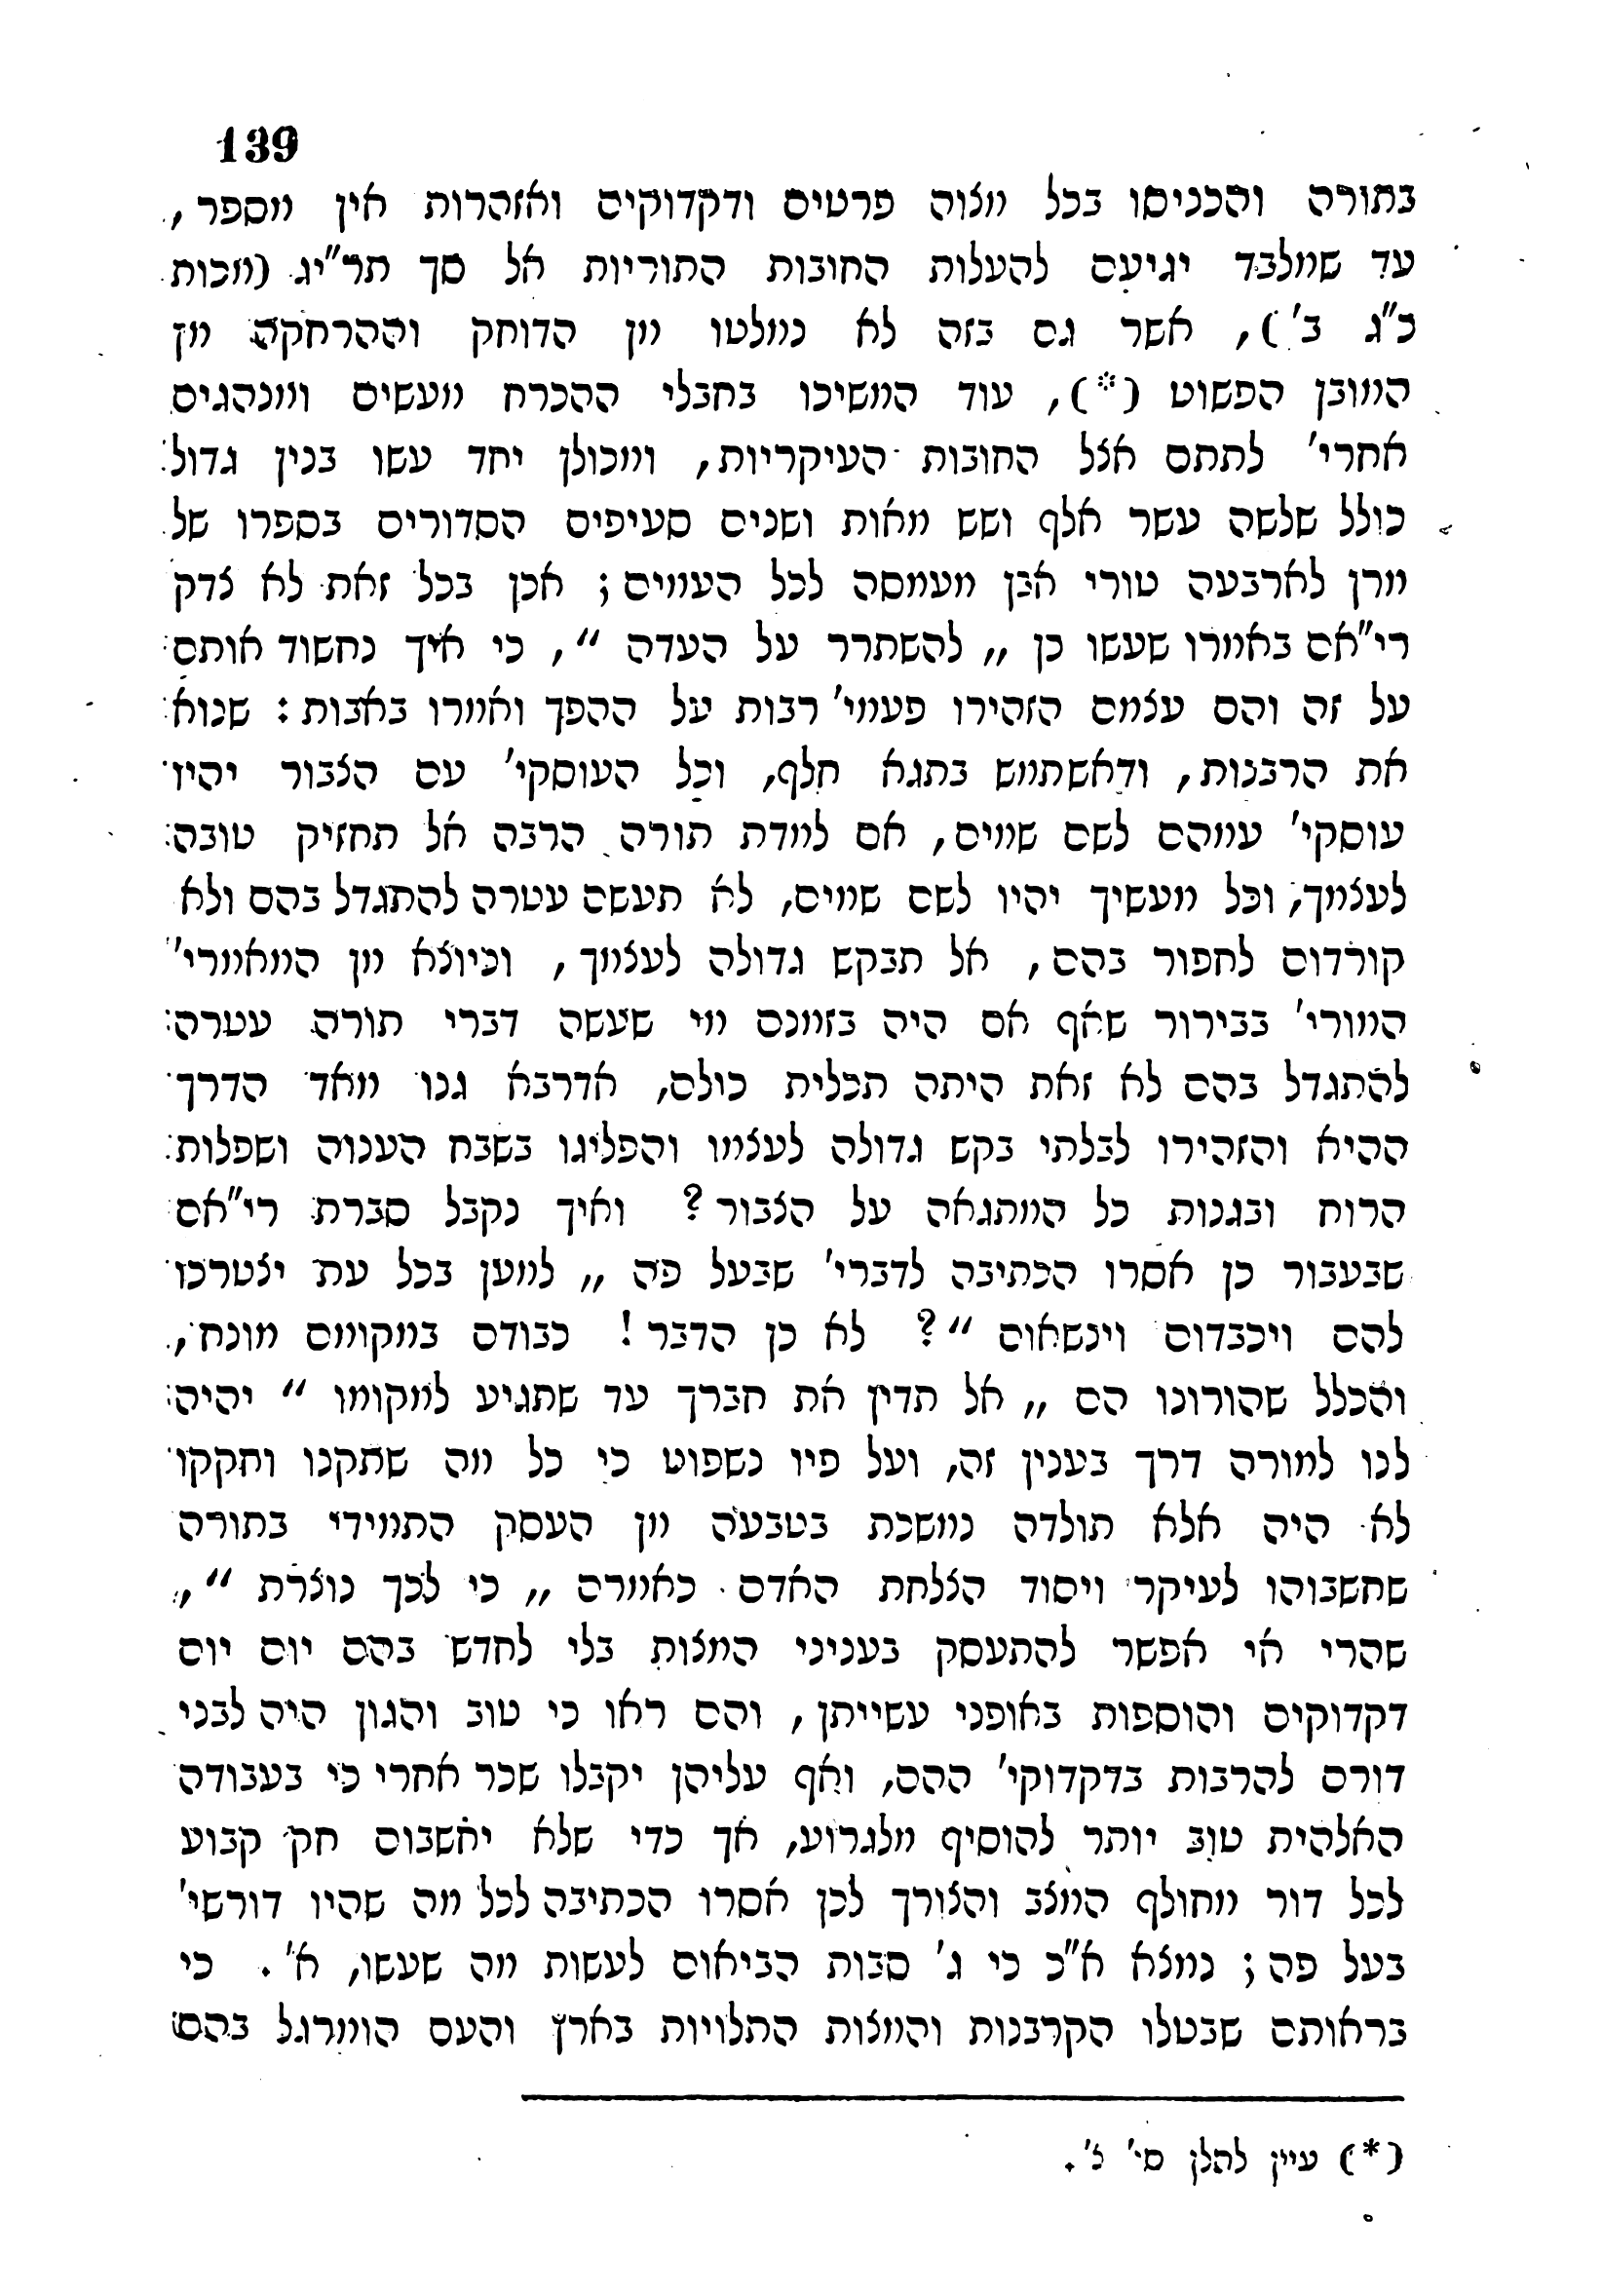 139
בתורה והכניסו בכל מצוה פרטים ודקדוקים ואזהרות אין מספר,
עד שמלבד יגיעם להעלות החובות התוריות אל סך תר"יג (מכות
כ"ג ב'), אשר גם בזה לא נמלטו מן הדוחק וההרחקה מן
המובן הפשוט (*), עוד המשיכו בחבלי ההכרח מעשים ומנהגים
אחרי' לתתם אצל החובות העיקריות, ומכולן יחד עשו בנין גדול
כולל שלשה עשר אלף ושש מאות ושנים סעיפים הסדורים בספרו של
מרן לארבעה טורי אבן מעמסה לכל העמים; אכן בכל זאת לא צדק
רי"אם באמרו שעשו כן „ להשתרר על העדה “, כי איך נחשוד אותם
על זה והם עצמם הזהירו פעמי' רבות על ההפך ואמרו באבות: שנוא
את הרבנות, ודאשתמש בתגא חלף, וכל העוסקי' עם הצבור יהיו
עוסקי' עמהם לשם שמים, אם למדת תורה הרבה אל תחזיק טובה
לעצמך, וכל מעשיך יהיו לשם שמים, לא תעשם עטרה להתגדל בהם ולא
קורדום לחפור בהם, אל תבקש גדולה לעצמך, וכיוצא מן המאמרי'
המורי' בבירור שאף אם היה בזמנם מי שעשה דברי תורה עטרה
להתגדל בהם לא זאת היתה תכלית כולם, אדרבא גנו מאד הדרך
ההיא והזהירו לבלתי בקש גדולה לעצמו והפליגו בשבח הענוה ושפלות
הרוח ובגנות כל המתגאה על הצבור? ואיך נקבל סברת רי"אם
שבעבור כן אסרו הכתיבה לדברי' שבעל פה „ למען בכל עת יצטרכו
להם ויכבדום וינשאום “? לא כן הדבר! כבודם במקומם מונח,
והכלל שהורונו הם „ אל תדין את חברך עד שתגיע למקומו “ יהיה
לנו למורה דרך בענין זה, ועל פיו נשפוט כי כל מה שתקנו וחקקו
לא היה אלא תולדה נמשכת בטבעה מן העסק התמידי בתורה
שחשבוהו לעיקר ויסוד הצלחת האדם כאמרם „ כי לכך נוצרת “,
שהרי אי אפשר להתעסק בעניני המצות בלי לחדש בהם יום יום
דקדוקים והוספות באופני עשייתן, והם ראו כי טוב והגון היה לבני
דורם להרבות בדקדוקי' ההם, ואף עליהן יקבלו שכר אחרי כי בעבודה
האלהית טוב יותר להוסיף מלגרוע, אך כדי שלא יחשבום חק קבוע
לכל דור מחולף המצב והצורך לכן אסרו הכתיבה לכל מה שהיו דורשי'
בעל פה; נמצא א"כ כי ג' סבות הביאום לעשות מה שעשו, א'. כי
בראותם שבטלו הקרבנות והמצות התלויות בארץ והעם הומרגל בהם
(*) עיין להלן סי' צ'.